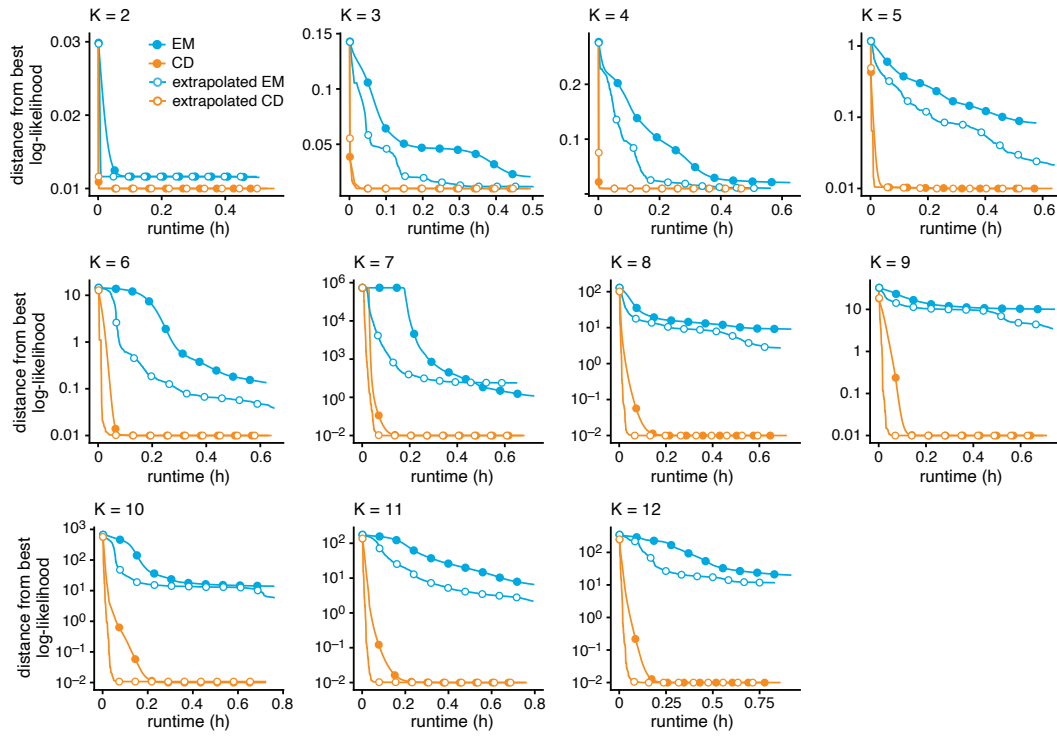 K = 2
K = 3
K = 4
K = 5
distance from best
log-likelihood
0.03
0.02
0.01
EM
CD
extrapolated EM
extrapolated CD
0
0.2
0.4
runtime (h)
0.15
0.10
0.05
0 0.1 0.2 0.3 0.4 0.5
runtime (h)
0.2
0.1
0 0.2 0.4 0.6
runtime (h)
1
0.1
0.01
0 0.2 0.4 0.6
runtime (h)
K = 6
K = 7
K = 8
K = 9
distance from best
log-likelihood
10
1
0.1
0.01
0 0.2 0.4 0.6
runtime (h)
10⁶
10⁴
10²
10⁰
10⁻²
0 0.2 0.4 0.6
runtime (h)
10²
10¹
10⁰
10⁻¹
10⁻²
0 0.2 0.4 0.6
runtime (h)
10
1
0.1
0.01
0 0.2 0.4 0.6
runtime (h)
K = 10
K = 11
K = 12
distance from best
log-likelihood
10³
10²
10¹
10⁰
10⁻¹
10⁻²
0 0.2 0.4 0.6 0.8
runtime (h)
10²
10¹
10⁰
10⁻¹
10⁻²
0 0.2 0.4 0.6 0.8
runtime (h)
10²
10¹
10⁰
10⁻¹
10⁻²
0 0.25 0.5 0.75
runtime (h)